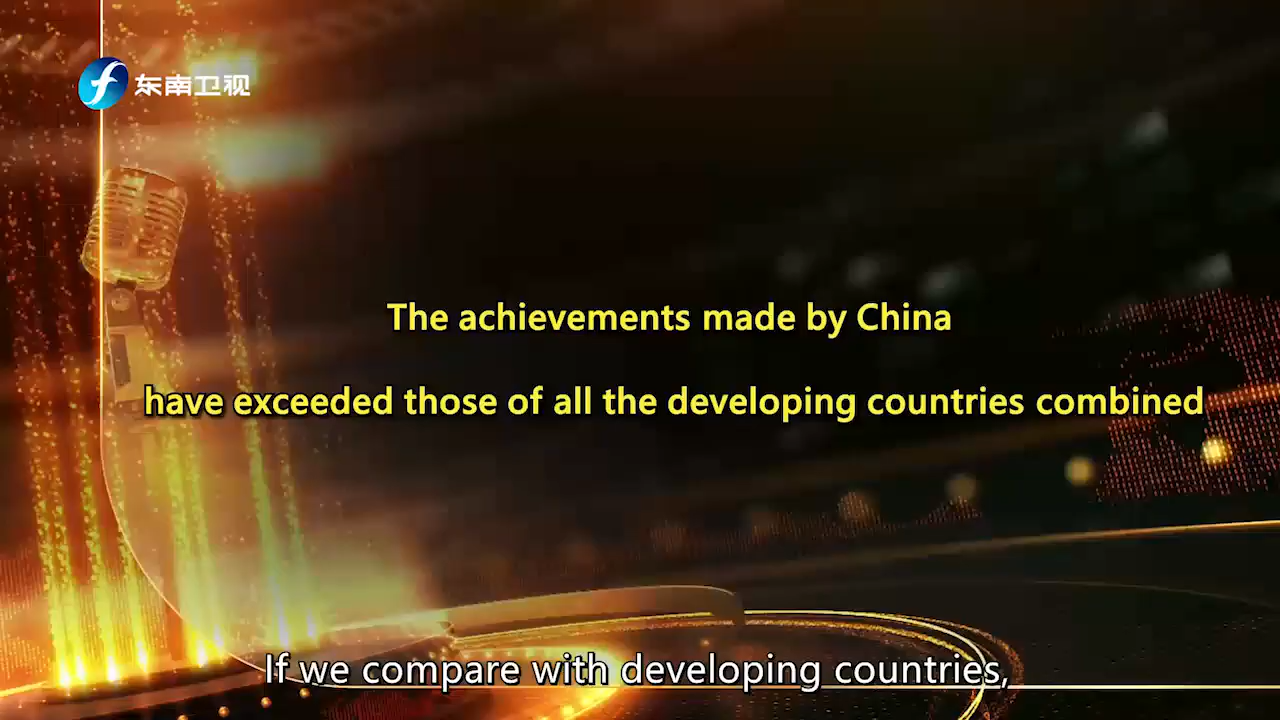 东南卫视
The achievements made by China
have exceeded those of all the developing countries combined
If we compare with developing countries,